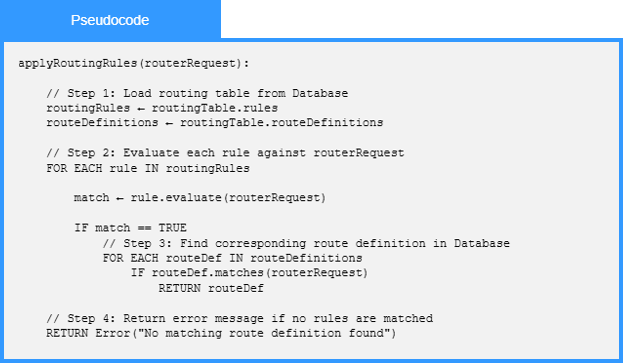 Pseudocode
applyRoutingRules(routerRequest):
// Step 1: Load routing table from Database
routingRules ← routingTable.rules
routeDefinitions ← routingTable.routeDefinitions
// Step 2: Evaluate each rule against routerRequest
FOR EACH rule IN routingRules
match ← rule.evaluate(routerRequest)
IF match == TRUE
// Step 3: Find corresponding route definition in Database
FOR EACH routeDef IN routeDefinitions
IF routeDef.matches(routerRequest)
RETURN routeDef
// Step 4: Return error message if no rules are matched
RETURN Error("No matching route definition found")